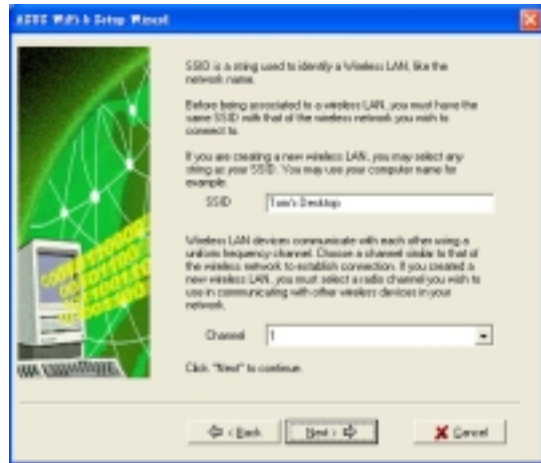 ASUS WiFi-b Setup Wizard
SSID is a string used to identify a Wireless LAN, like the
network name.
Before being associated to a wireless LAN, you must have the
same SSID with that of the wireless network you wish to
connect to.
If you are creating a new wireless LAN, you may select any
string as your SSID. You may use your computer name for
example.
SSID
Tom's Desktop
Wireless LAN devices communicate with each other using a
uniform frequency channel. Choose a channel similar to that of
the wireless network to establish connection. If you created a
new wireless LAN, you must select a radio channel you wish to
use in communicating with other wireless devices in your
network.
Channel
1
Click "Next" to continue.
< Back
Next >
Cancel